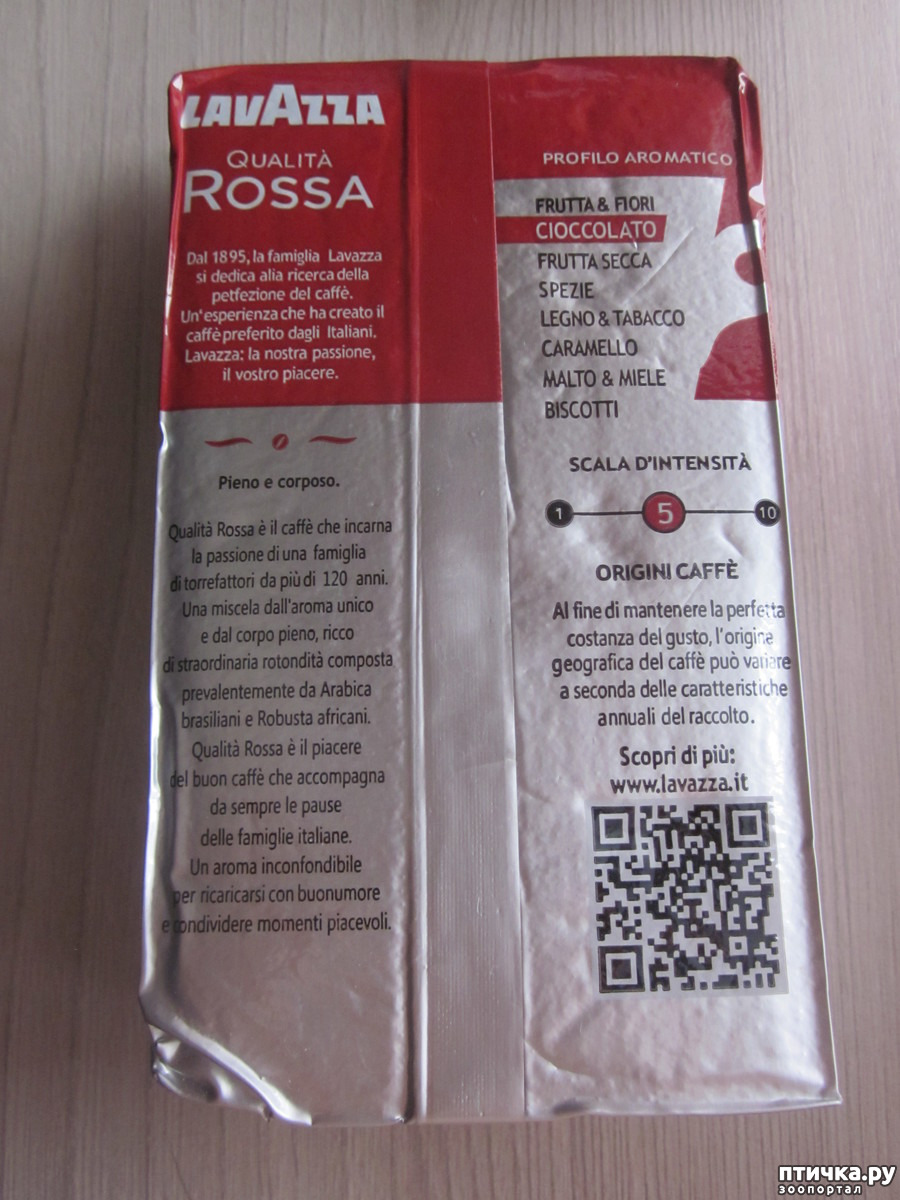 LAVAZZA
QUALITÀ
ROSSA
Dal 1895, la famiglia Lavazza
si dedica alia ricerca della
petfezione del caffè.
Un'esperienza che ha creato il
caffè preferito dagli Italiani.
Lavazza: la nostra passione,
il vostro piacere.
Pieno e corposo.
Qualità Rossa è il caffè che incarna
la passione di una famiglia
di torrefattori da più di 120 anni.
Una miscela dall'aroma unico
e dal corpo pieno, ricco
di straordinaria rotondità composta
prevalentemente da Arabica
brasiliani e Robusta africani.
Qualità Rossa è il piacere
del buon caffè che accompagna
da sempre le pause
delle famiglie italiane.
Un aroma inconfondibile
per ricaricarsi con buonumore
e condividere momenti piacevoli.
PROFILO AROMATICO
FRUTTA & FIORI
CIOCCOLATO
FRUTTA SECCA
SPEZIE
LEGNO & TABACCO
CARAMELLO
MALTO & MIELE
BISCOTTI
SCALA D'INTENSITÀ
1 5 10
ORIGINI CAFFÈ
Al fine di mantenere la perfetta
costanza del gusto, l'origine
geografica del caffè può variare
a seconda delle caratteristiche
annuali del raccolto.
Scopri di più:
www.lavazza.it
птичка.ру
зоопортал